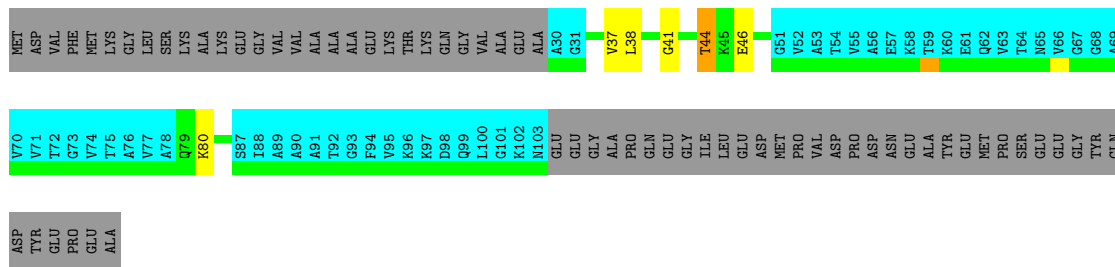 MET ASP VAL PHE MET LYS GLY LEU SER LYS ALA LYS GLU GLY VAL VAL ALA ALA ALA GLU LYS THR LYS GLN GLY VAL ALA GLU ALA A30 G31 V37 L38 G41 T44 K45 E46 G51 V52 A53 T54 V55 A56 E57 K58 T59 K60 E61 Q62 V63 T64 N65 V66 G67 G68 A69
V70 V71 T72 G73 V74 T75 A76 V77 A78 Q79 K80 S87 I88 A89 A90 A91 T92 G93 F94 V95 K96 K97 D98 Q99 L100 G101 K102 N103 GLU GLU GLY ALA PRO GLN GLU GLY ILE LEU GLU ASP MET PRO VAL ASP PRO ASP ASN GLU ALA TYR GLU MET PRO SER GLU GLU GLY TYR GLN
ASP TYR GLU PRO GLU ALA